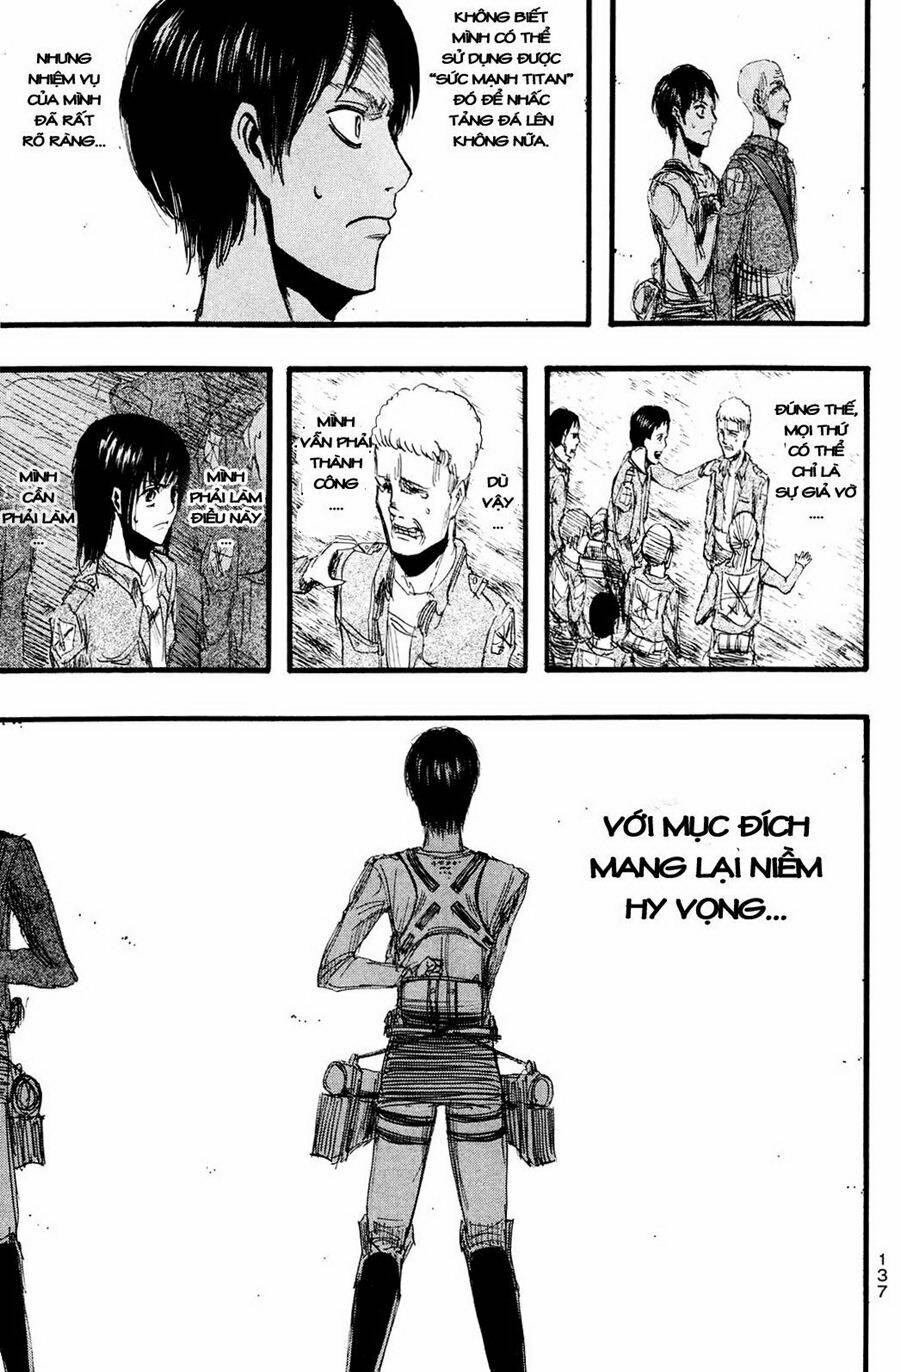 KHÔNG BIẾT
MÌNH CÓ THỂ
SỬ DỤNG ĐƯỢC
"SỨC MẠNH TITAN"
ĐÓ ĐỂ NHẤC
TẢNG ĐÁ LÊN
KHÔNG NỮA.
NHƯNG
NHIỆM VỤ
CỦA MÌNH
ĐÃ RẤT
RÕ RÀNG...
ĐÚNG THẾ,
MỌI THỨ
'CÓ THỂ
CHỈ LÀ
SỰ GIẢ VỜ
....
DÙ
VẬY
...
MÌNH
VẪN PHẢI
THÀNH
CÔNG
....
MÌNH
PHẢI LÀM
ĐIỀU NÀY
...
MÌNH
CẦN
PHẢI LÀM
...
VỚI MỤC ĐÍCH
MANG LẠI NIỀM
HY VỌNG...
137